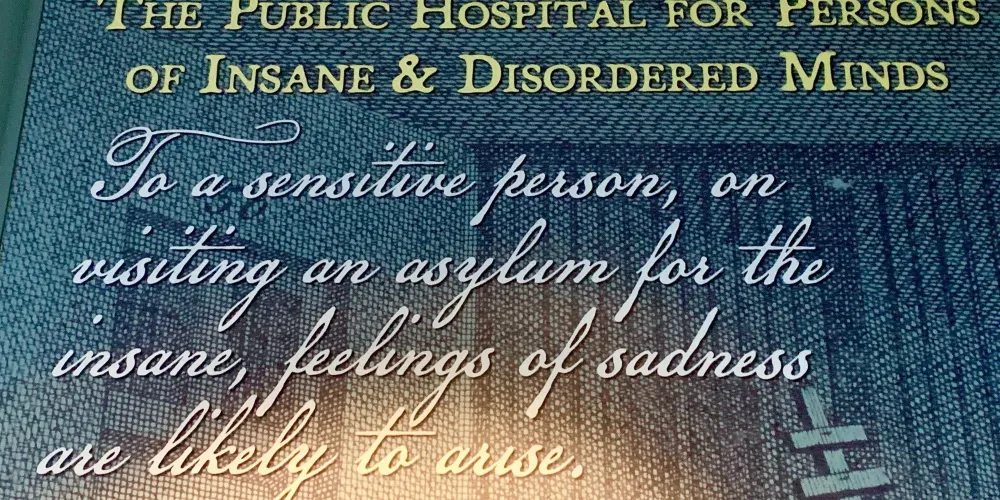 The Public Hospital for Persons
of Insane & Disordered Minds
To a sensitive person, on
visiting an asylum for the
insane, feelings of sadness
are likely to arise.